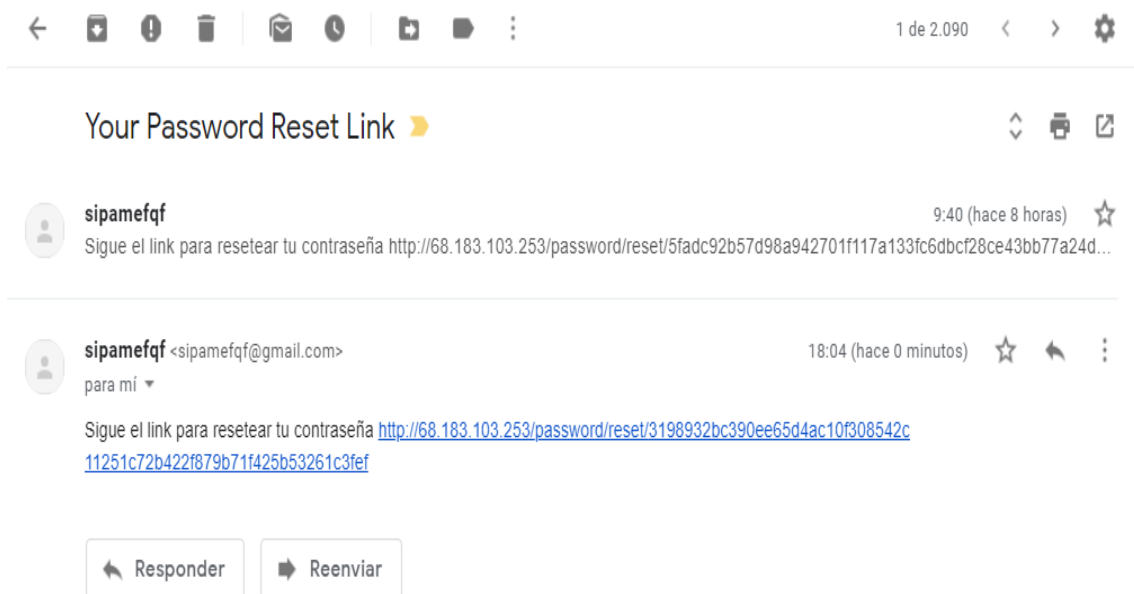 1 de 2.090
Your Password Reset Link
sipamefqf
9:40 (hace 8 horas)
Sigue el link para resetear tu contraseña http://68.183.103.253/password/reset/5fadc92b57d98a942701f117a133fc6dbcf28ce43bb77a24d...
sipamefqf <sipamefqf@gmail.com>
18:04 (hace 0 minutos)
para mí
Sigue el link para resetear tu contraseña http://68.183.103.253/password/reset/3198932bc390ee65d4ac10f308542c
11251c72b422f879b71f425b53261c3fef
Responder
Reenviar